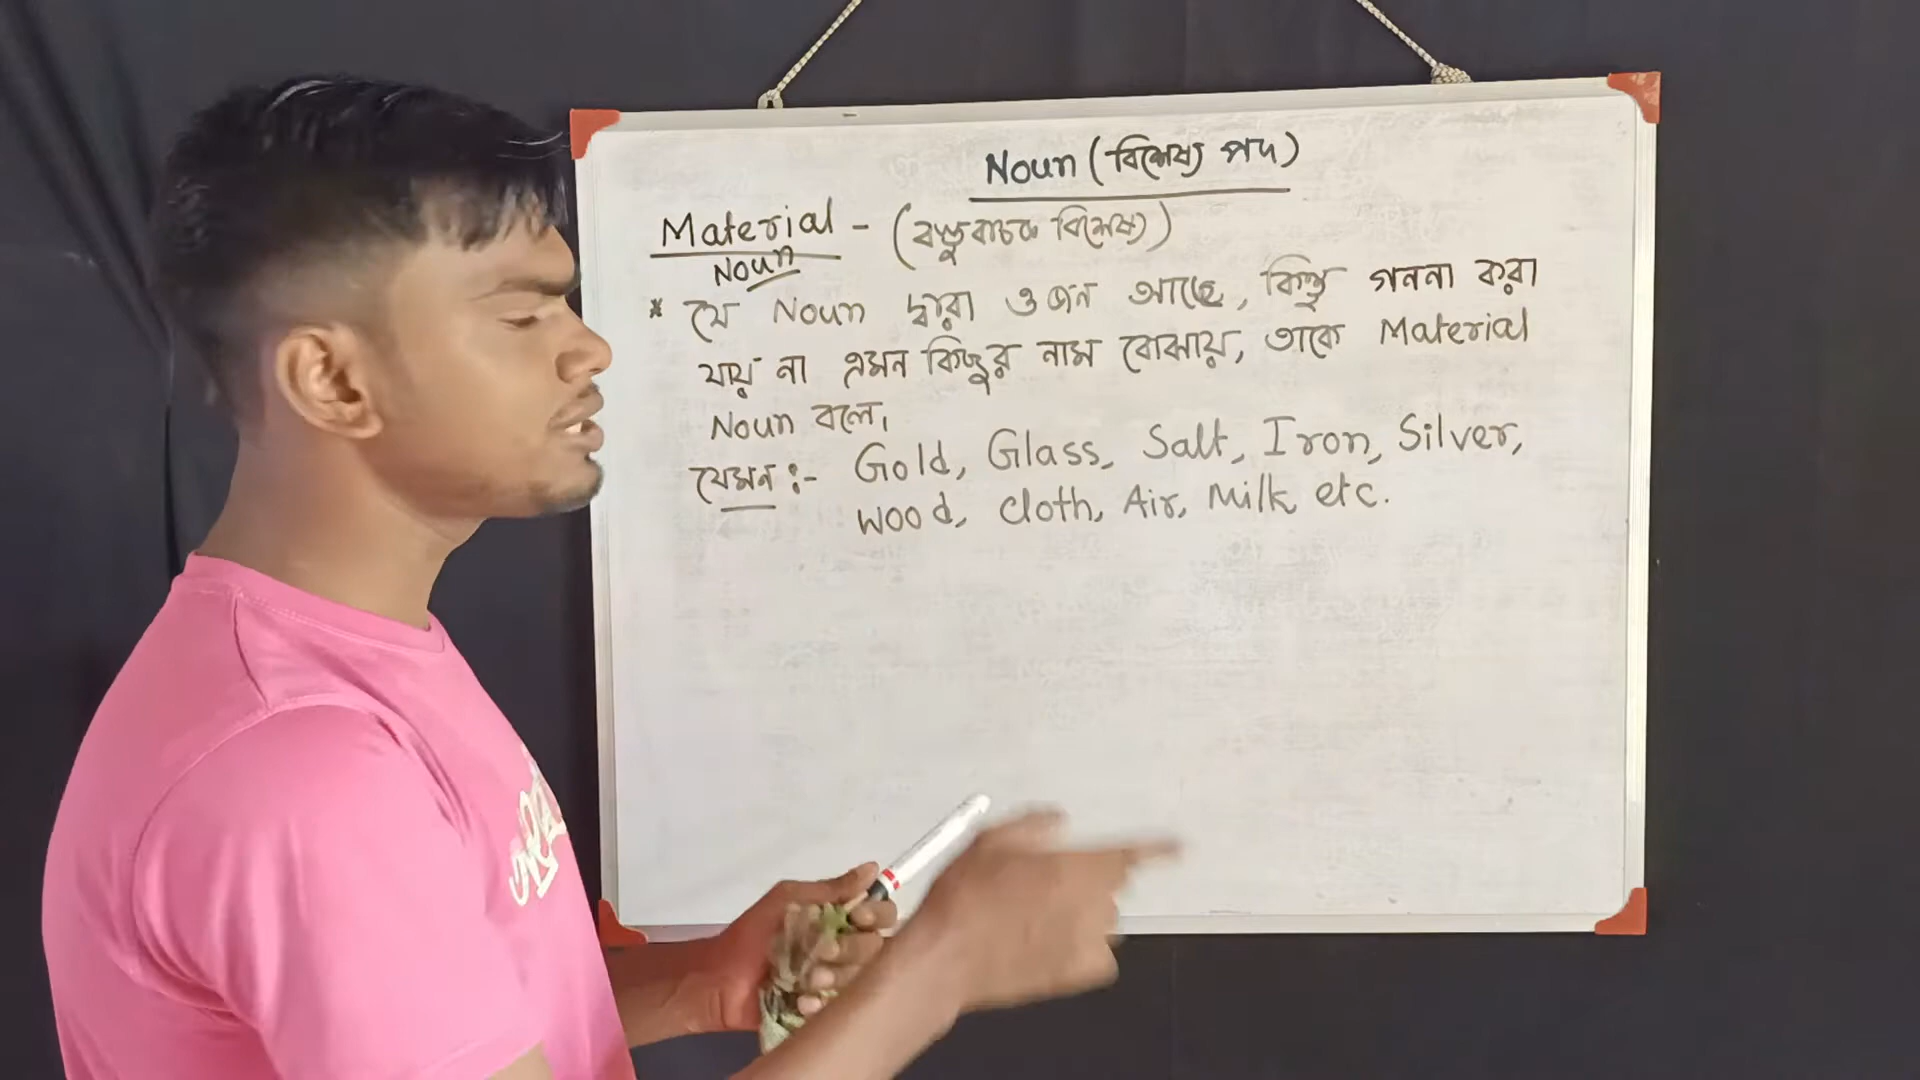 Noun (বিশেষ্য পদ)
Material - (বস্তুবাচক বিশেষ্য)
Noun
* যে Noun দ্বারা ওজন আছে, কিন্তু গননা করা
যায় না এমন কিছুর নাম বোঝায়, তাকে Material
Noun বলে।
যেমন :- Gold, Glass, Salt, Iron, Silver,
Wood, Cloth, Air, Milk etc.